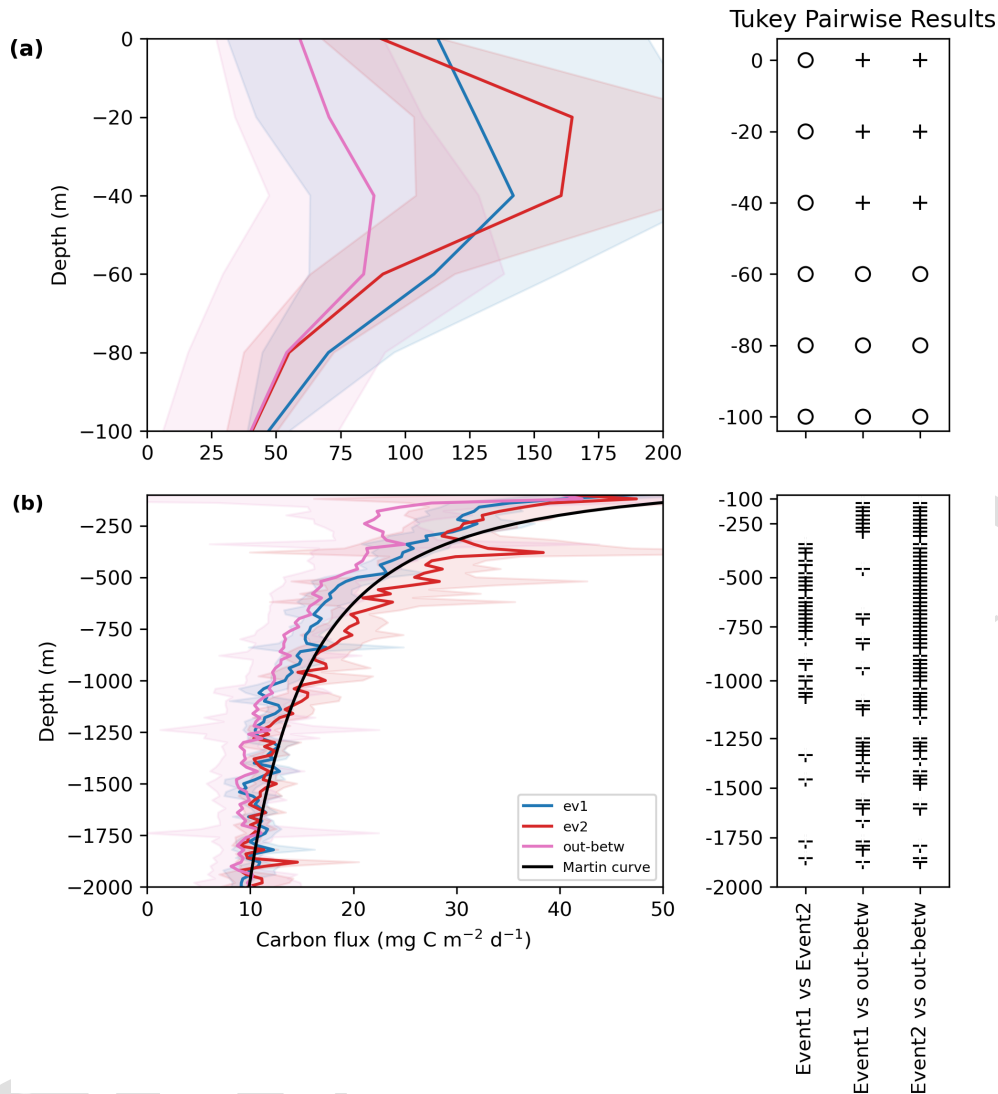 Tukey Pairwise Results
(a)
0
−20
−40
−60
−80
−100
Depth (m)
0 25 50 75 100 125 150 175 200
0
-20
-40
-60
-80
-100
(b)
−250
−500
−750
−1000
−1250
−1500
−1750
−2000
Depth (m)
0 10 20 30 40 50
Carbon flux (mg C m⁻² d⁻¹)
ev1
ev2
out-betw
Martin curve
-100
-250
-500
-750
-1000
-1250
-1500
-1750
-2000
Event1 vs Event2
Event1 vs out-betw
Event2 vs out-betw